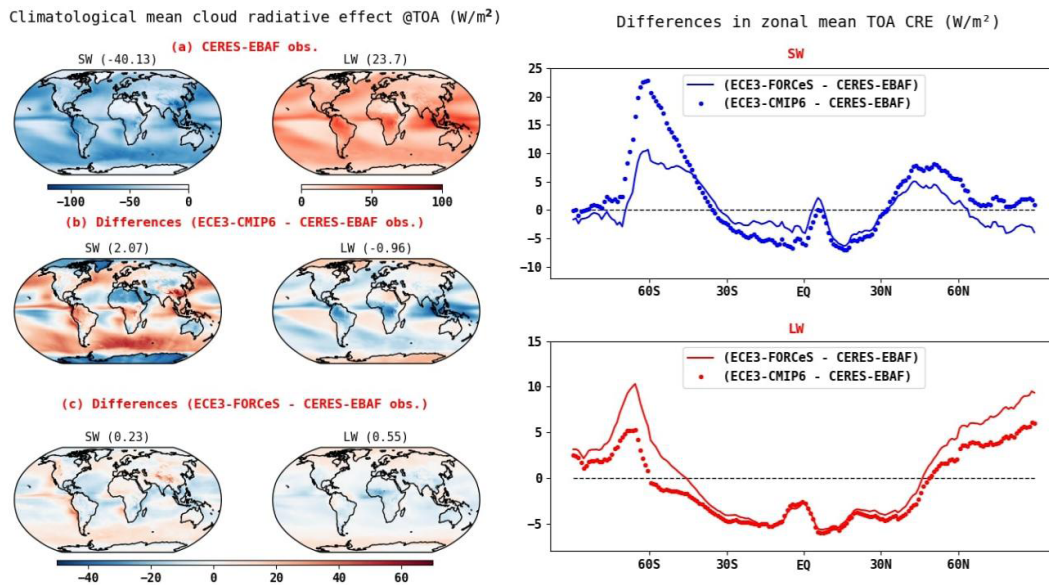 Climatological mean cloud radiative effect @TOA (W/m²)
(a) CERES-EBAF obs.
SW (-40.13)
LW (23.7)
−100 −50 0
0 50 100
(b) Differences (ECE3-CMIP6 - CERES-EBAF obs.)
SW (2.07)
LW (-0.96)
(c) Differences (ECE3-FORCeS - CERES-EBAF obs.)
SW (0.23)
LW (0.55)
−40 −20 0 20 40 60
Differences in zonal mean TOA CRE (W/m²)
SW
25
20
15
10
5
0
−5
−10
(ECE3-FORCeS - CERES-EBAF)
(ECE3-CMIP6 - CERES-EBAF)
60S 30S EQ 30N 60N
LW
15
10
5
0
−5
(ECE3-FORCeS - CERES-EBAF)
(ECE3-CMIP6 - CERES-EBAF)
60S 30S EQ 30N 60N